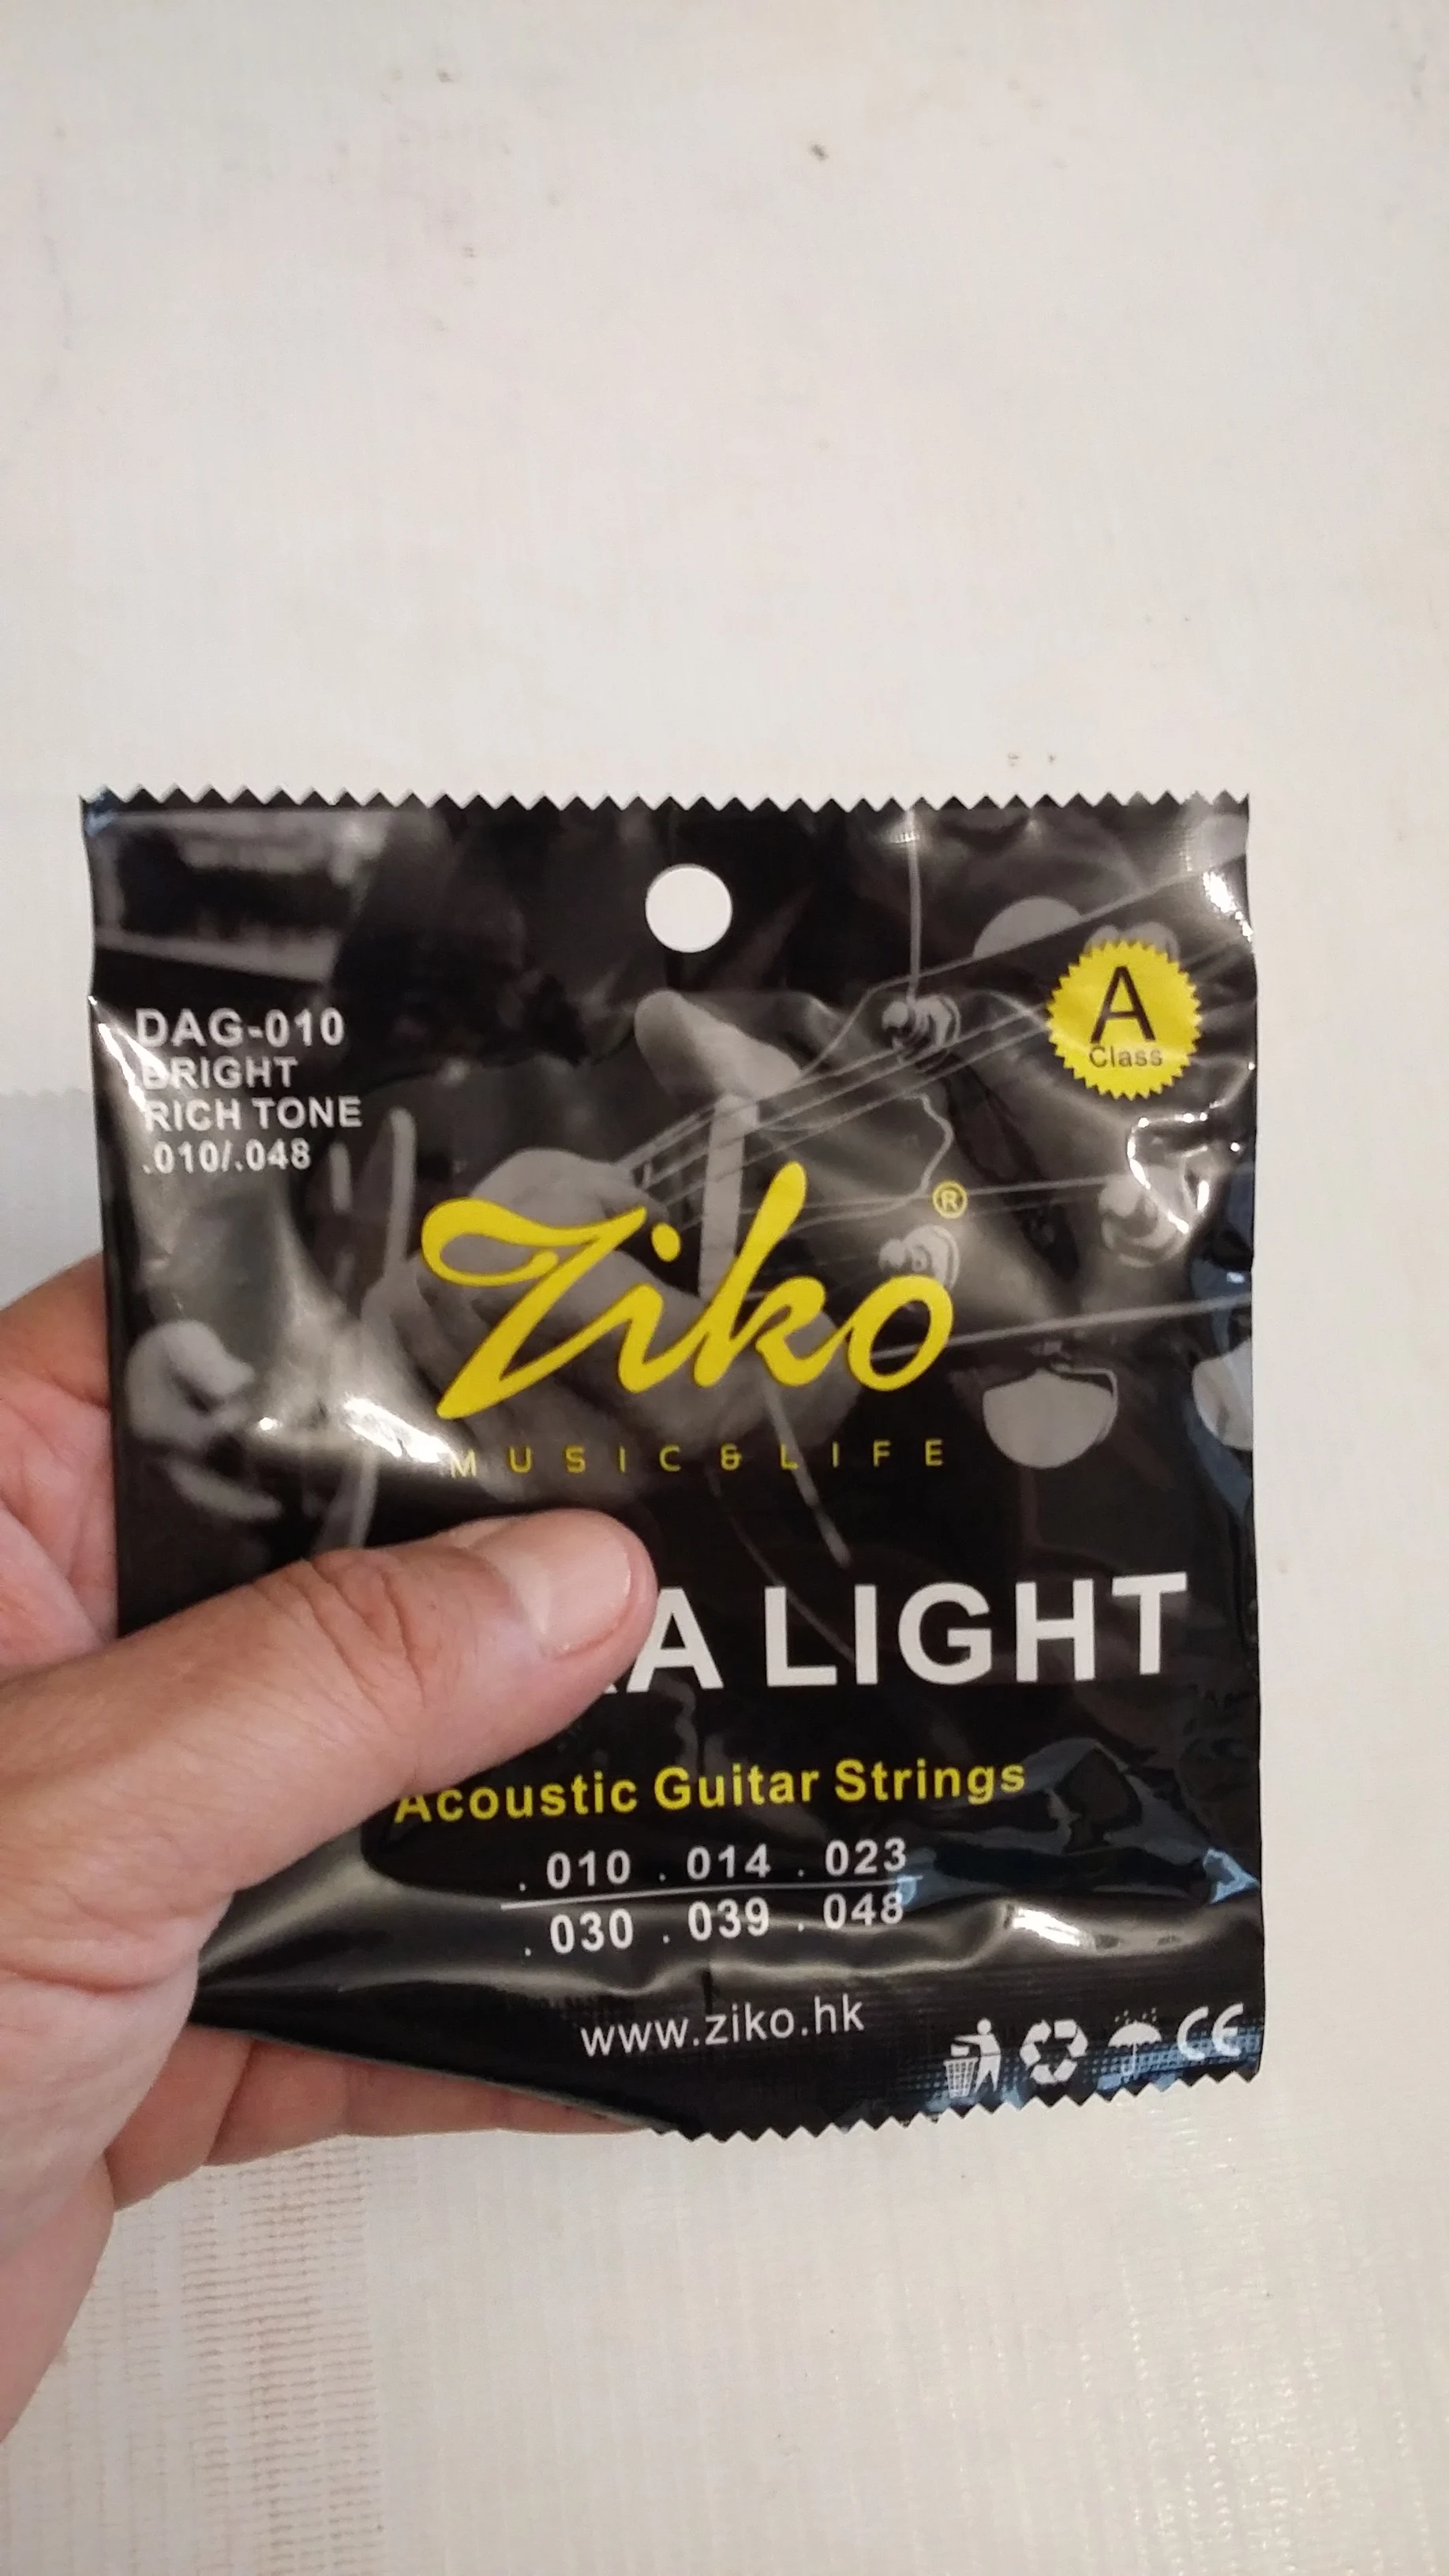 DAG-010
BRIGHT
RICH TONE
.010/.048
A
Class
Ziko®
MUSIC&LIFE
A LIGHT
Acoustic Guitar Strings
.010 .014 .023
.030 .039 .048
www.ziko.hk
CE